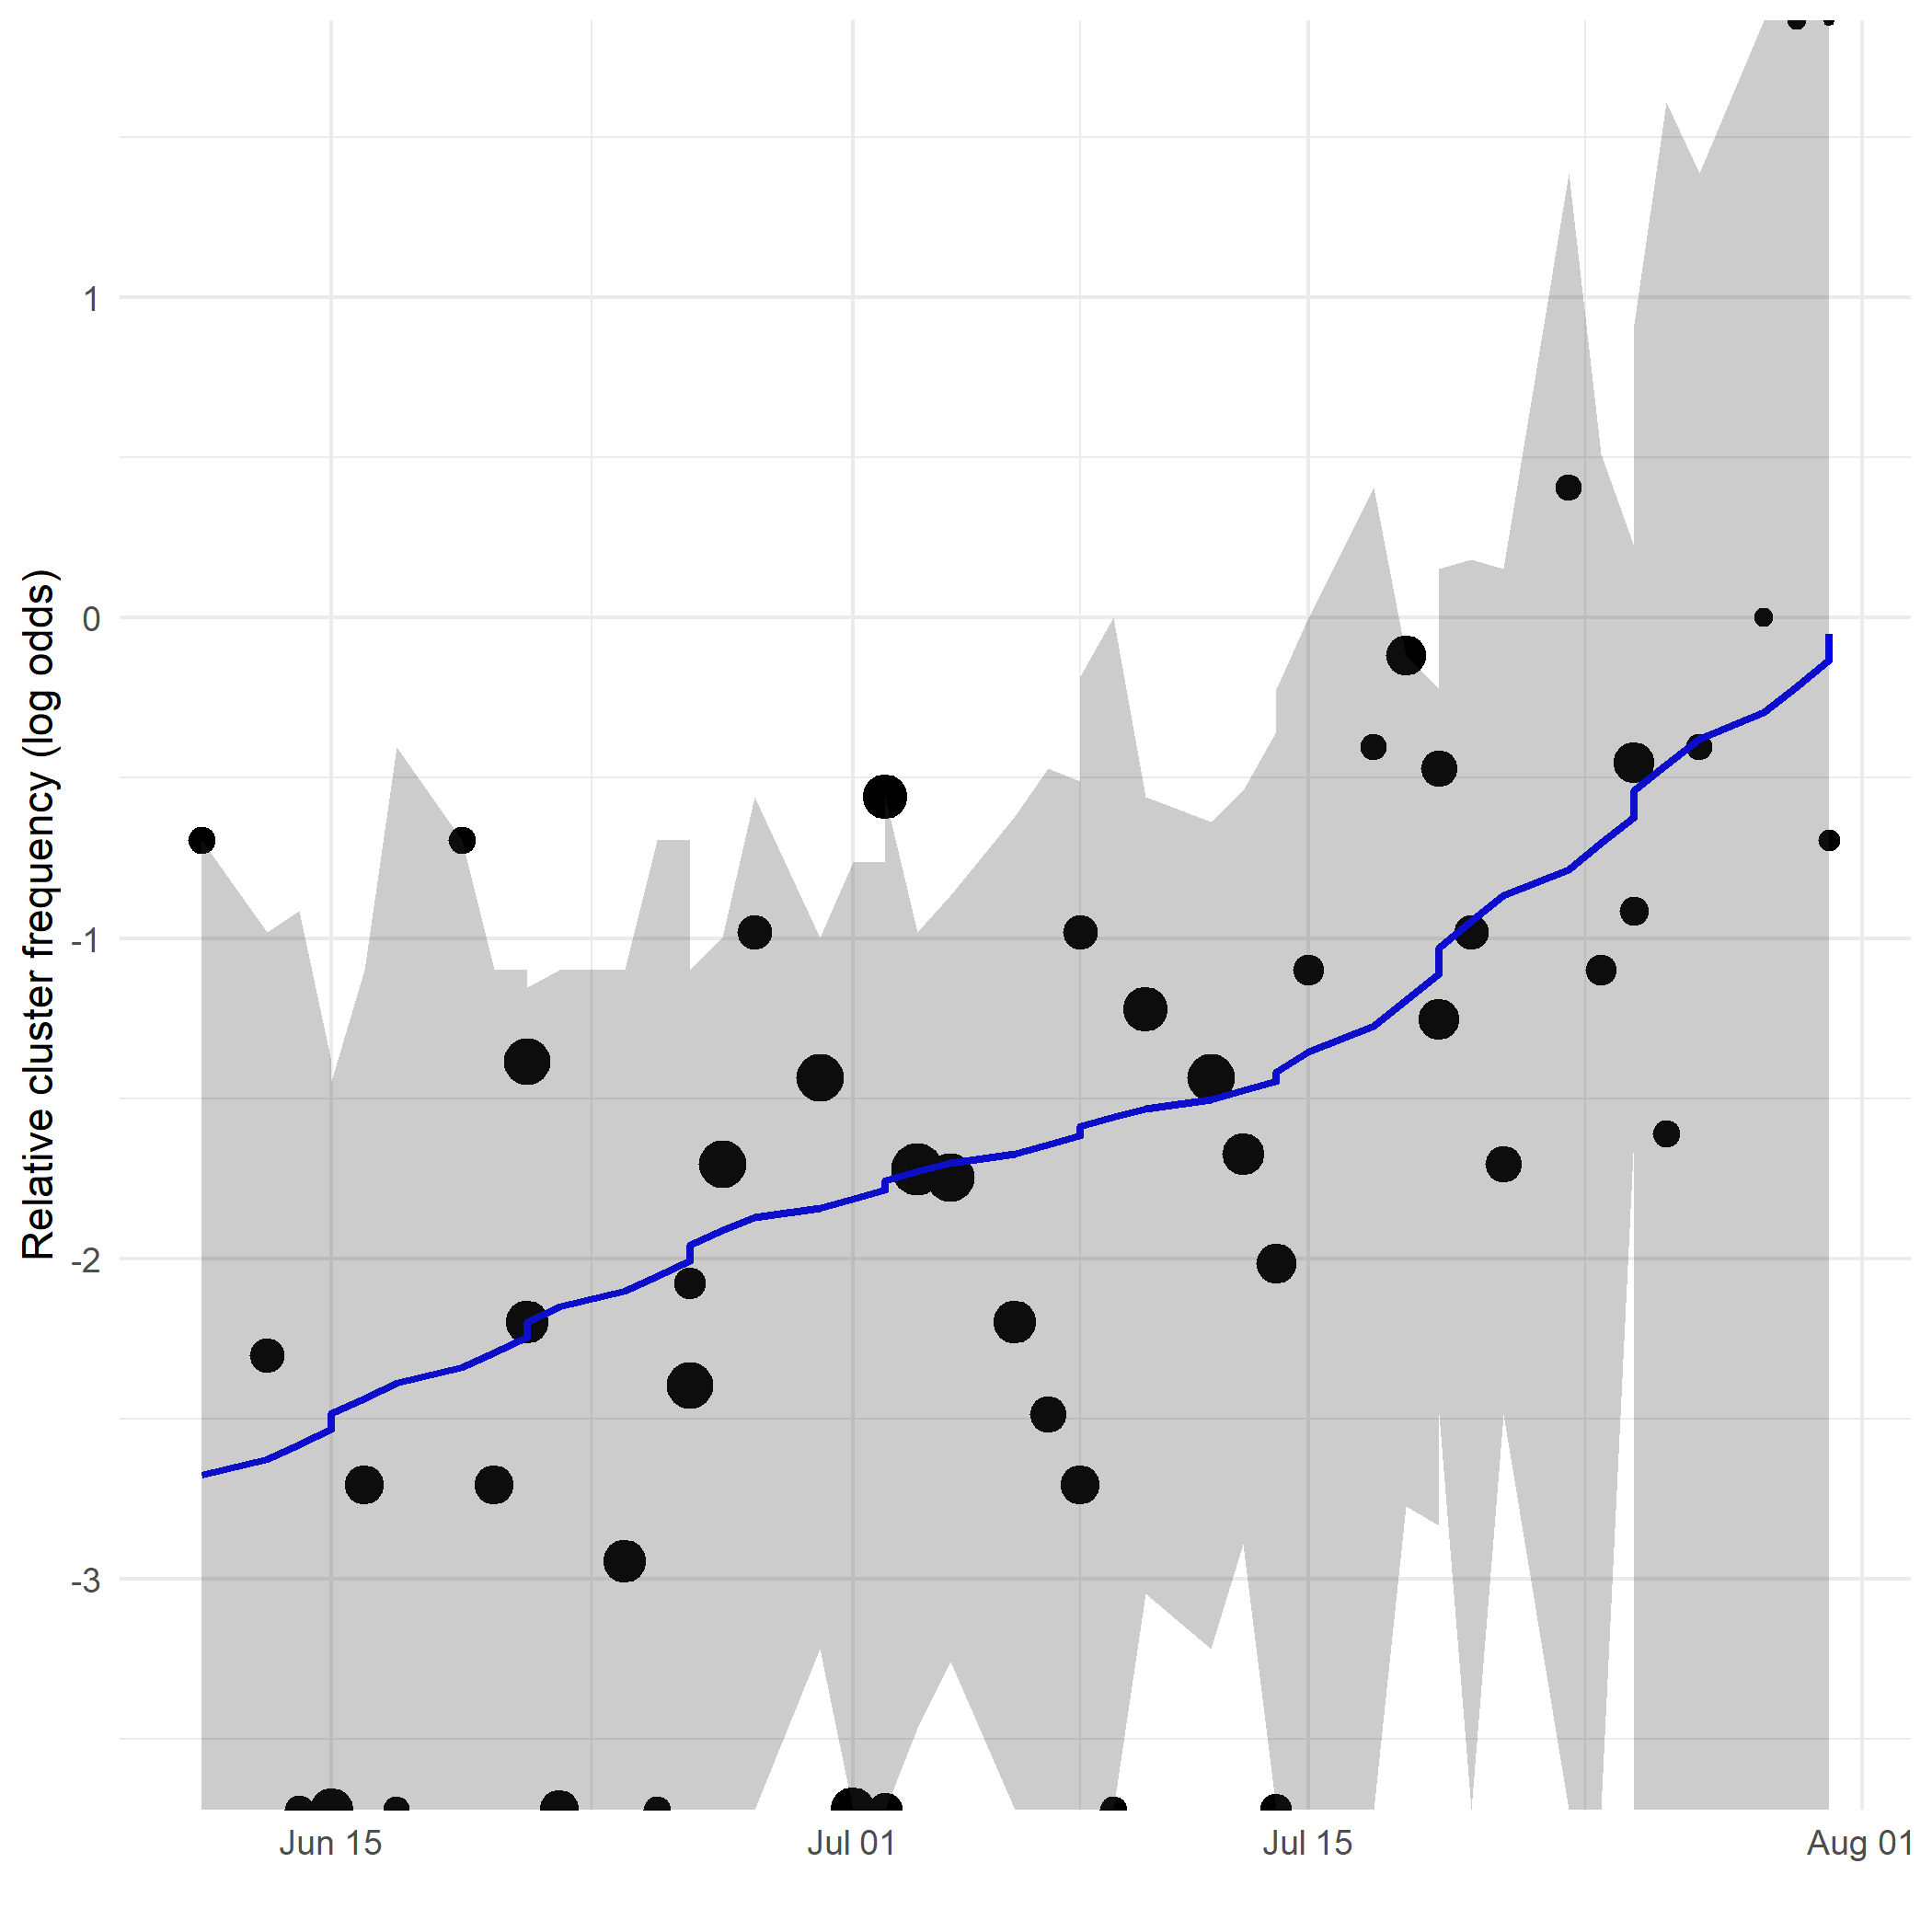 Relative cluster frequency (log odds)
1
0
-1
-2
-3
Jun 15
Jul 01
Jul 15
Aug 01